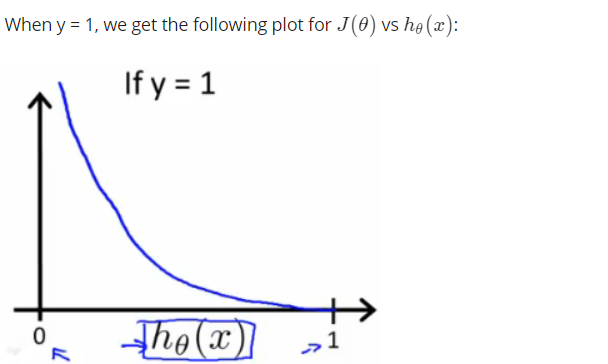 When y = 1, we get the following plot for J(θ) vs hθ(x):
If y = 1
0
hθ(x)
1